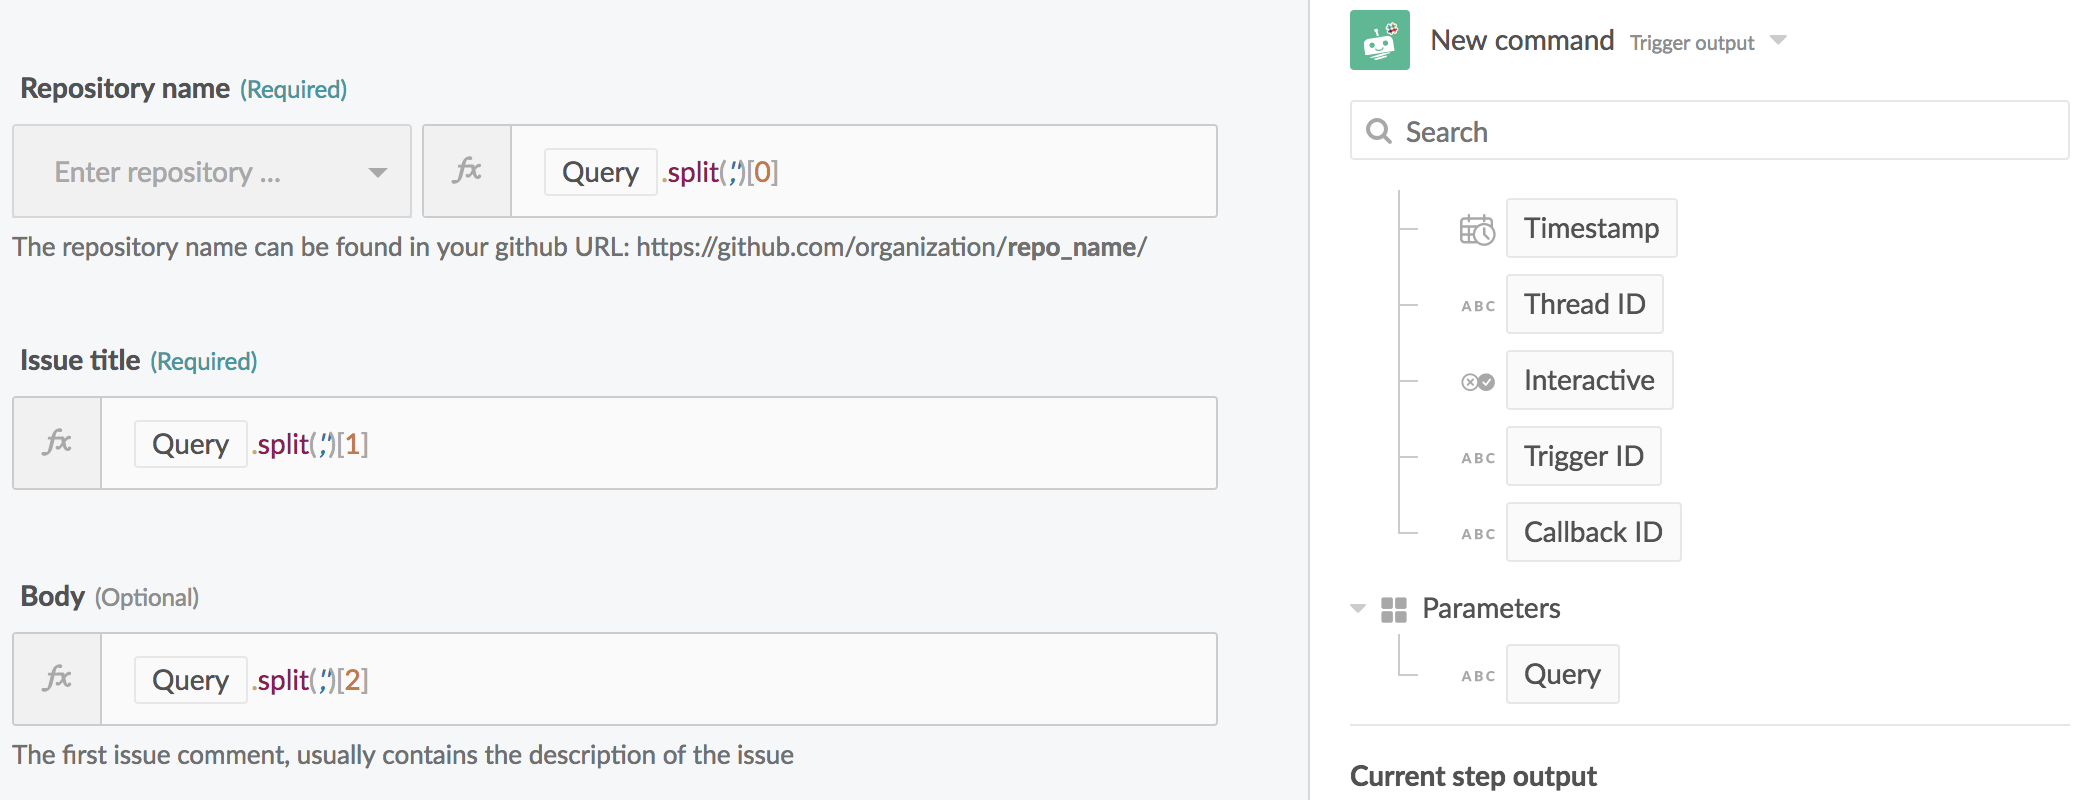 Repository name (Required)
Enter repository ...
fx Query .split(',')[0]
The repository name can be found in your github URL: https://github.com/organization/repo_name/
Issue title (Required)
fx Query .split(',')[1]
Body (Optional)
fx Query .split(',')[2]
The first issue comment, usually contains the description of the issue
New command Trigger output
Search
Timestamp
ABC Thread ID
Interactive
ABC Trigger ID
ABC Callback ID
Parameters
ABC Query
Current step output